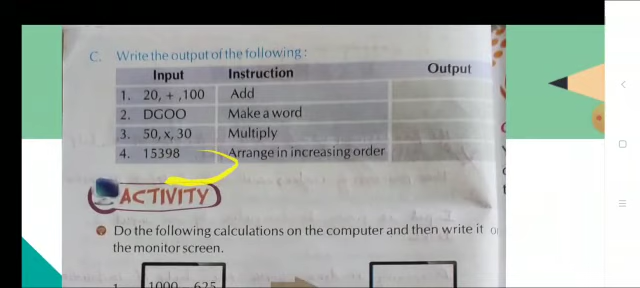 C. Write the output of the following :
Input Instruction Output
1. 20, + ,100 Add
2. DGOO Make a word
3. 50, x, 30 Multiply
4. 15398 Arrange in increasing order
ACTIVITY
Do the following calculations on the computer and then write it o
the monitor screen.
1. 1000 – 625